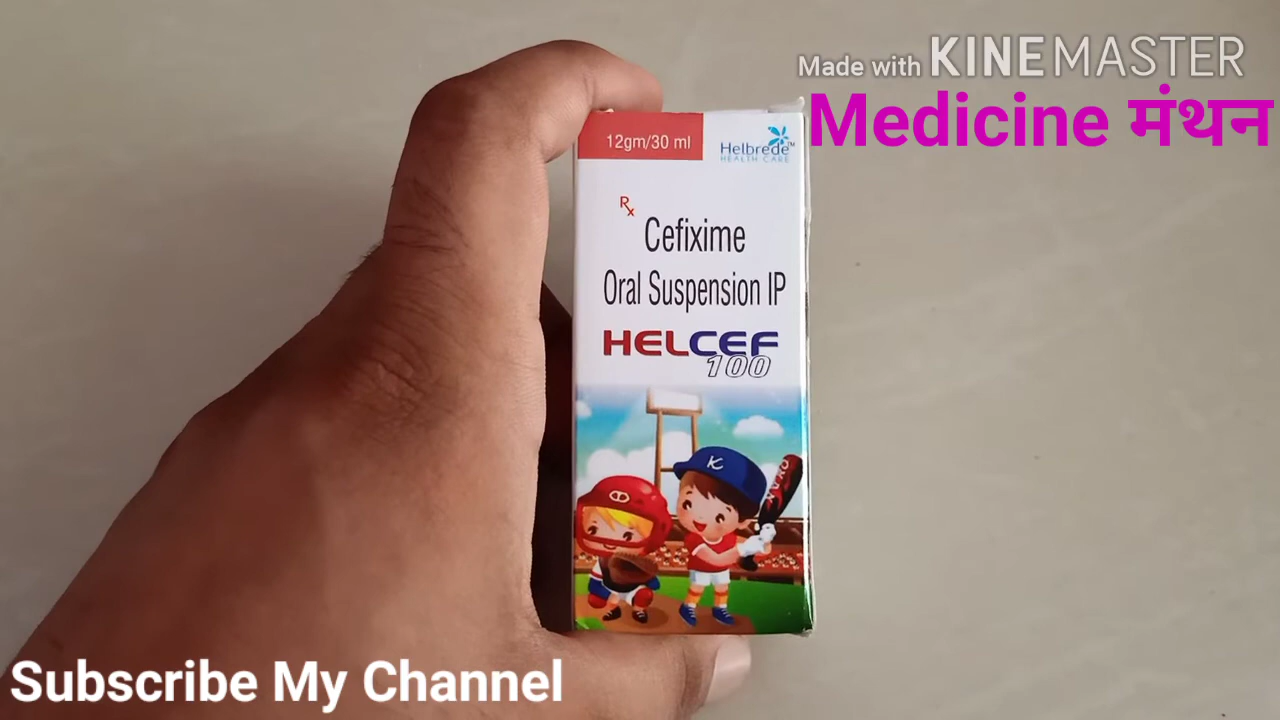 Made with KINEMASTER
Medicine मंथन
12gm/30 ml
Helbrede™
HEALTH CARE
Rx
Cefixime
Oral Suspension IP
HELCEF
100
K
Subscribe My Channel